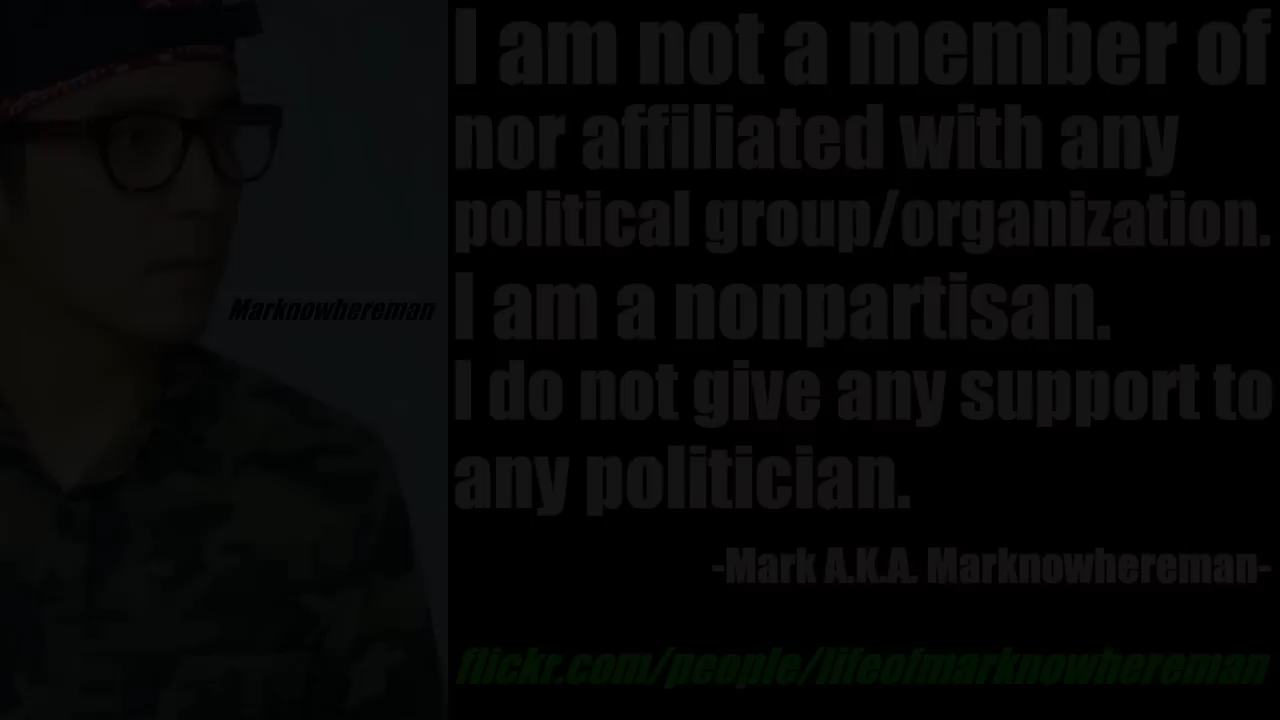 I am not a member of
nor affiliated with any
political group/organization.
I am a nonpartisan.
I do not give any support to
any politician.
-Mark A.K.A. Marknowhereman-
Marknowhereman
flickr.com/people/lifeofmarknowhereman